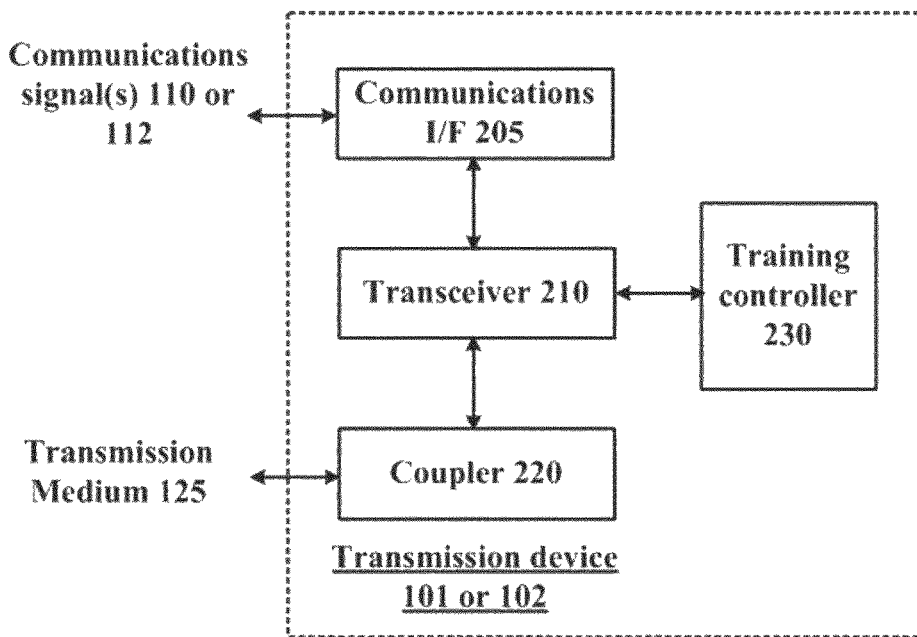 Communications
signal(s) 110 or
112
Communications
I/F 205
Transceiver 210
Training
controller
230
Transmission
Medium 125
Coupler 220
Transmission device
101 or 102